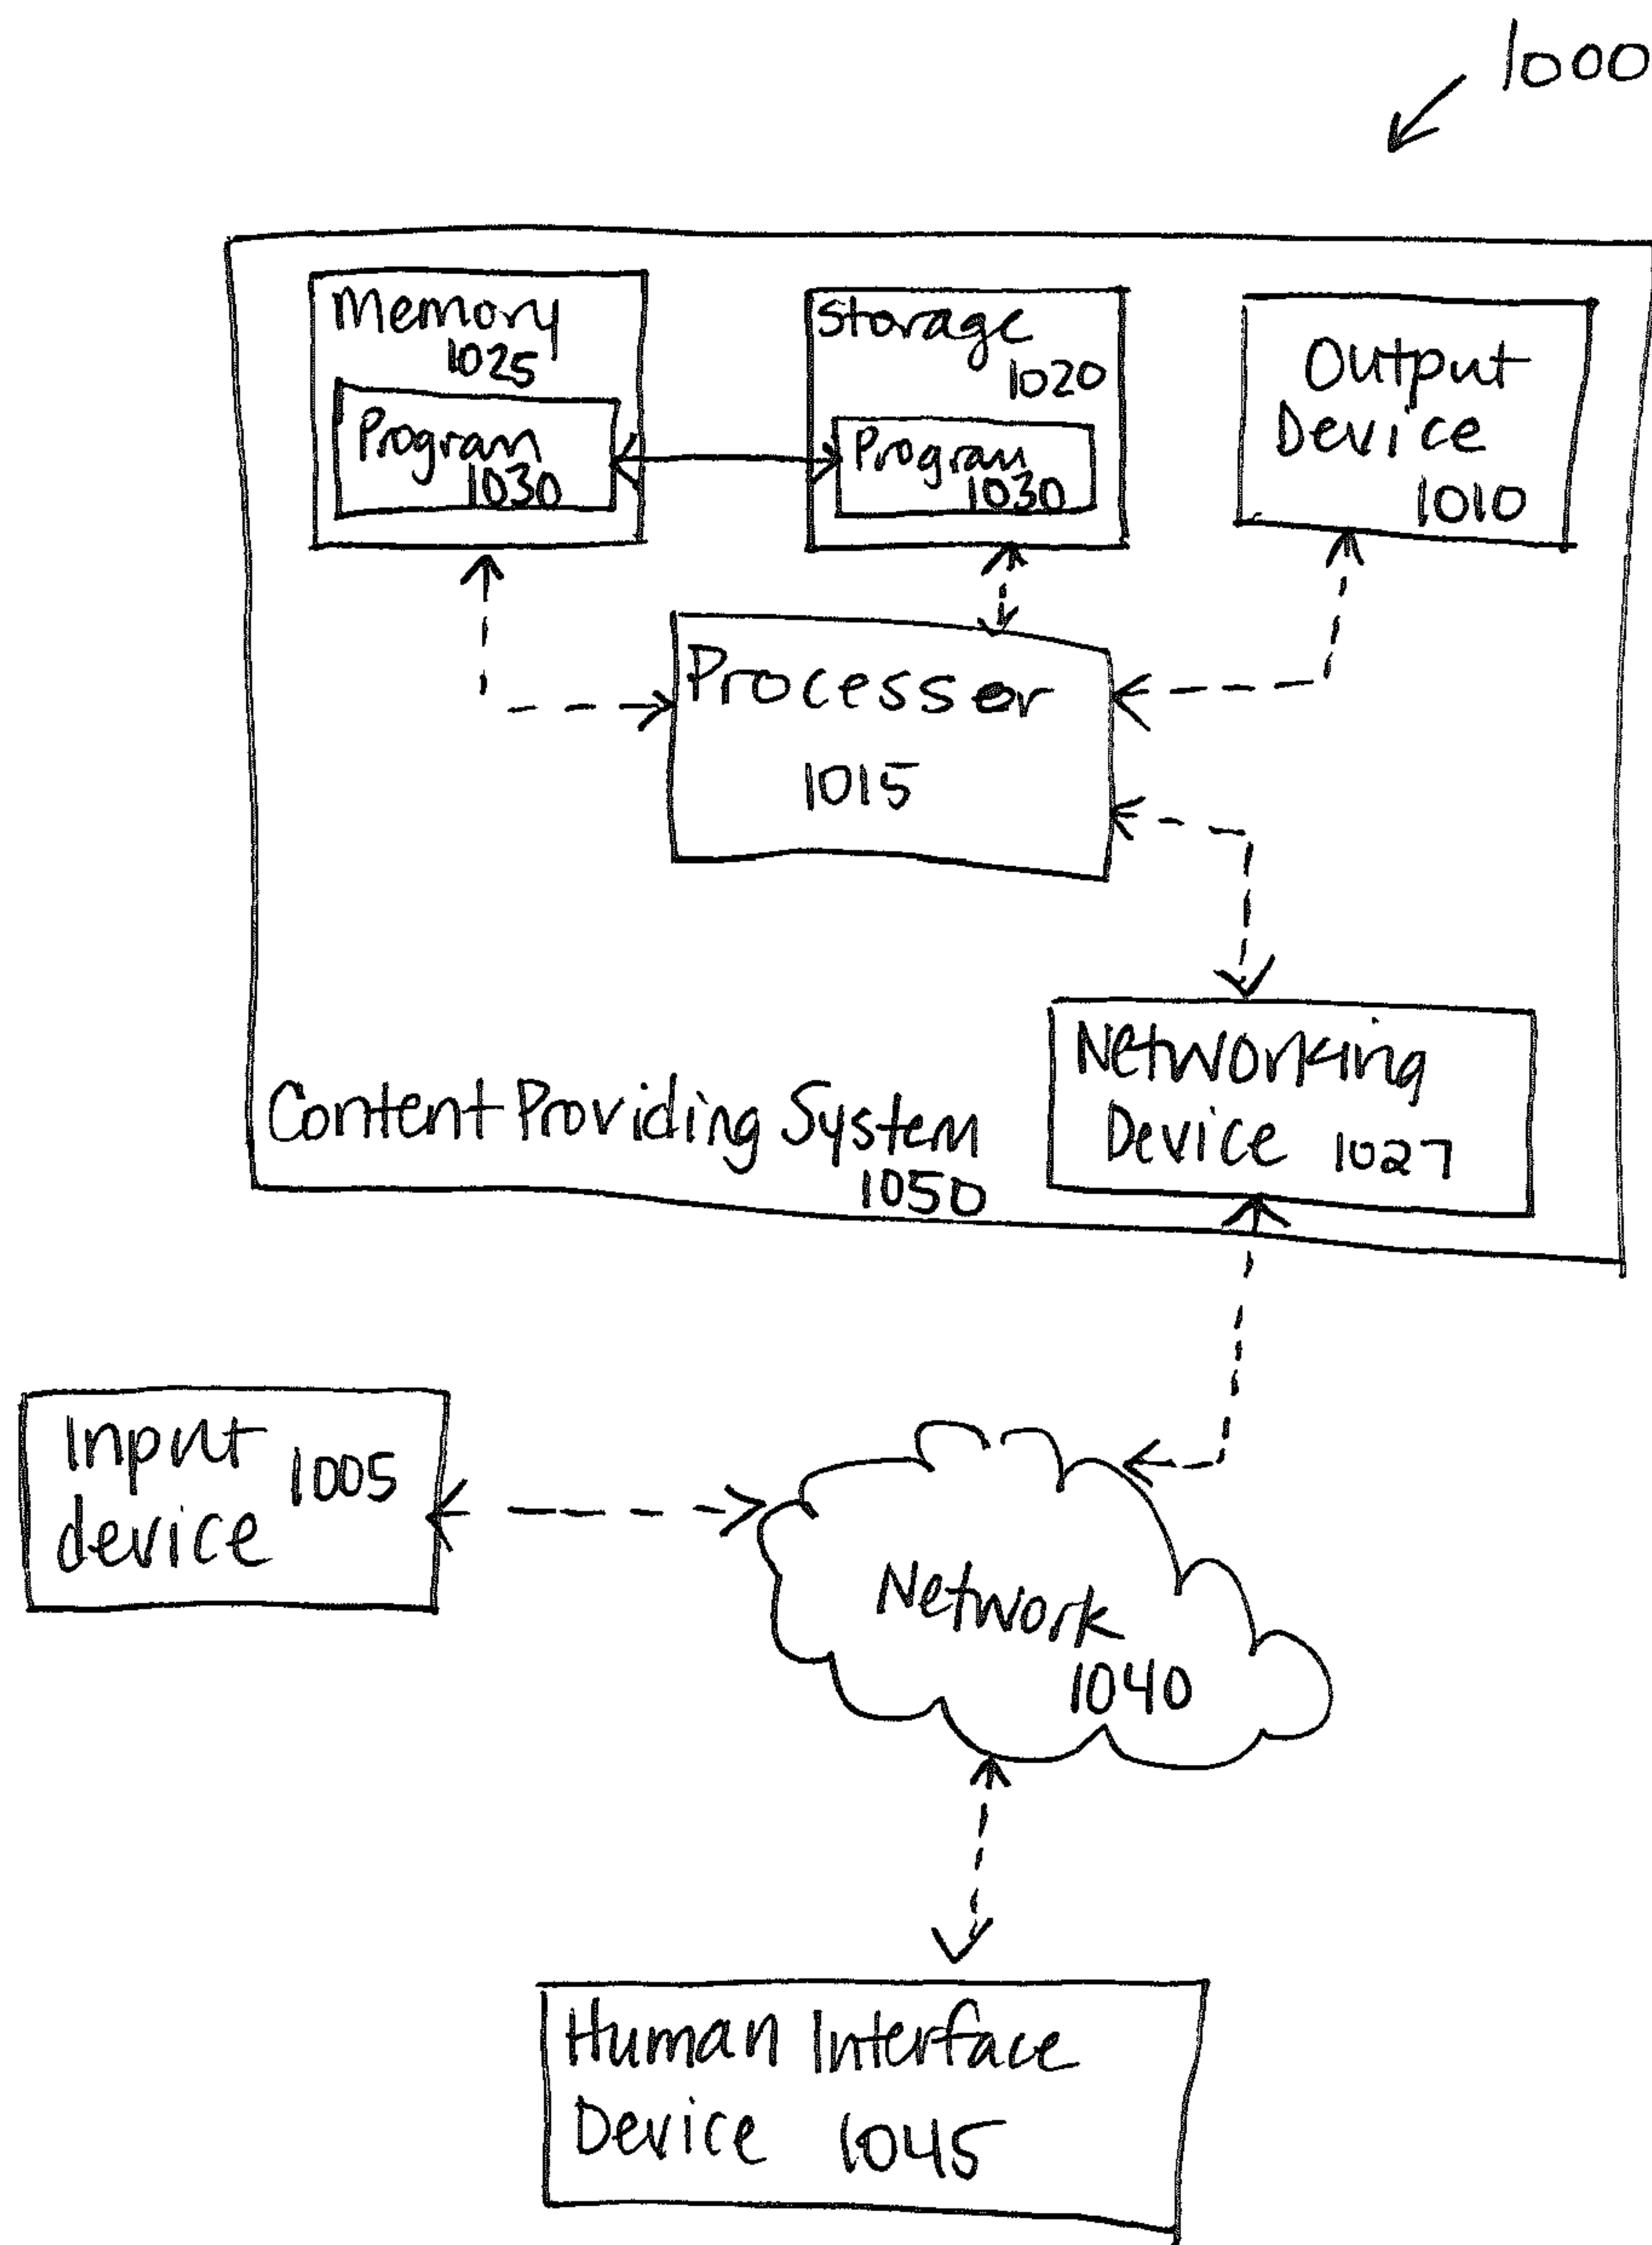 1000
Memory
1025
Program
1030
Storage
1020
Program
1030
Output
Device
1010
Processor
1015
Networking
Device 1027
Content Providing System
1050
Input
1005
device
Network
1040
Human Interface
Device 1045